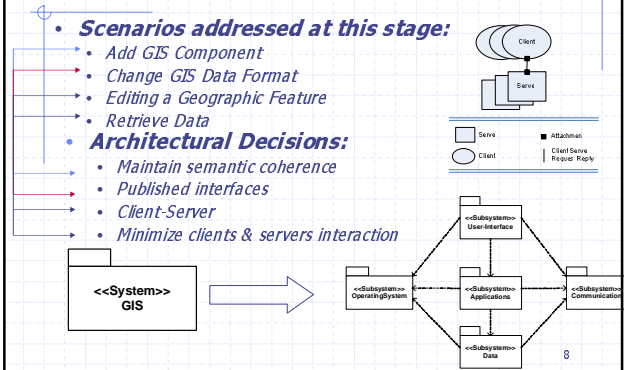 • Scenarios addressed at this stage:
• Add GIS Component
• Change GIS Data Format
• Editing a Geographic Feature
• Retrieve Data
• Architectural Decisions:
• Maintain semantic coherence
• Published interfaces
• Client-Server
• Minimize clients & servers interaction
Client
Serve
Serve
Attachmen
Client
Client Serve
Reques Reply
<<System>>
GIS
<<Subsystem>>
User-Interface
<<Subsystem>>
OperatingSystem
<<Subsystem>>
Applications
<<Subsystem>>
Communication
<<Subsystem>>
Data
8